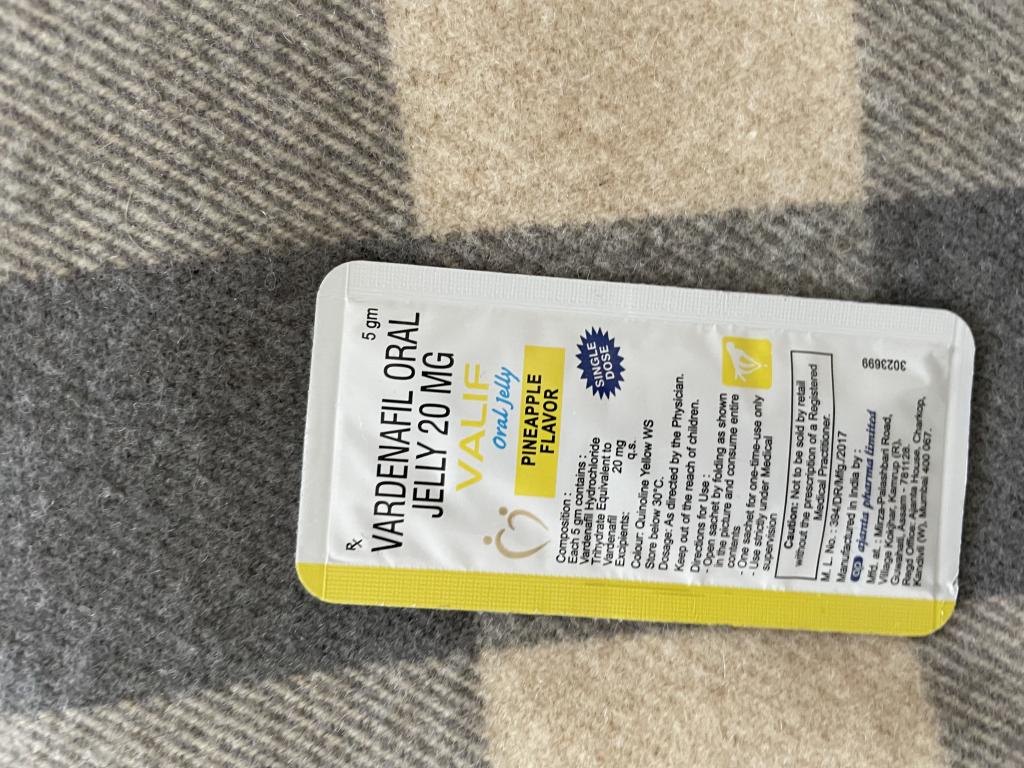 Rx
5 gm
VARDENAFIL ORAL
JELLY 20 MG
VALIF
Oral Jelly
PINEAPPLE
FLAVOR
SINGLE
DOSE
Composition :
Each 5 gm contains :
Vardenafil Hydrochloride
Trihydrate Equivalent to
Vardenafil 20 mg
Excipients: q.s.
Colour: Quinoline Yellow WS
Store below 30°C.
Dosage: As directed by the Physician.
Keep out of the reach of children.
Directions for Use :
- Open sachet by folding as shown
in the picture and consume entire
contents
- One sachet for one-time-use only
- Use strictly under Medical
supervision
Caution: Not to be sold by retail
without the prescription of a Registered
Medical Practitioner.
M. L. No. : 394/DR/Mfg./2017
Manufactured in India by :
ajanta pharma limited
Mfd. at. : Mirza-Palashbari Road,
Village Kokjhar, Kamrup (R),
Guwahati, Assam - 781128.
Regd Office: Ajanta House, Charkop,
Kandivli (W), Mumbai 400 067.
3023699